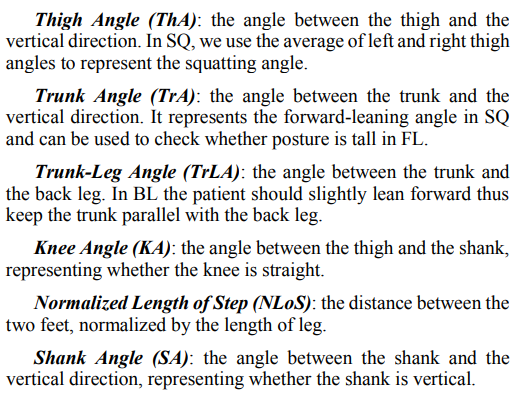 Thigh Angle (ThA): the angle between the thigh and the
vertical direction. In SQ, we use the average of left and right thigh
angles to represent the squatting angle.
Trunk Angle (TrA): the angle between the trunk and the
vertical direction. It represents the forward-leaning angle in SQ
and can be used to check whether posture is tall in FL.
Trunk-Leg Angle (TrLA): the angle between the trunk and
the back leg. In BL the patient should slightly lean forward thus
keep the trunk parallel with the back leg.
Knee Angle (KA): the angle between the thigh and the shank,
representing whether the knee is straight.
Normalized Length of Step (NLoS): the distance between the
two feet, normalized by the length of leg.
Shank Angle (SA): the angle between the shank and the
vertical direction, representing whether the shank is vertical.